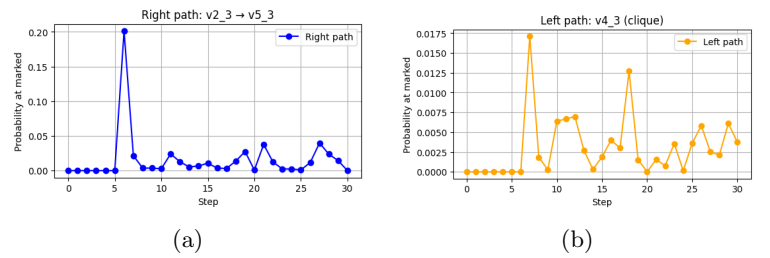 Right path: v2_3 → v5_3
Probability at marked
0.20
0.15
0.10
0.05
0.00
Right path
0 5 10 15 20 25 30
Step
(a)
Left path: v4_3 (clique)
Probability at marked
0.0175
0.0150
0.0125
0.0100
0.0075
0.0050
0.0025
0.0000
Left path
0 5 10 15 20 25 30
Step
(b)